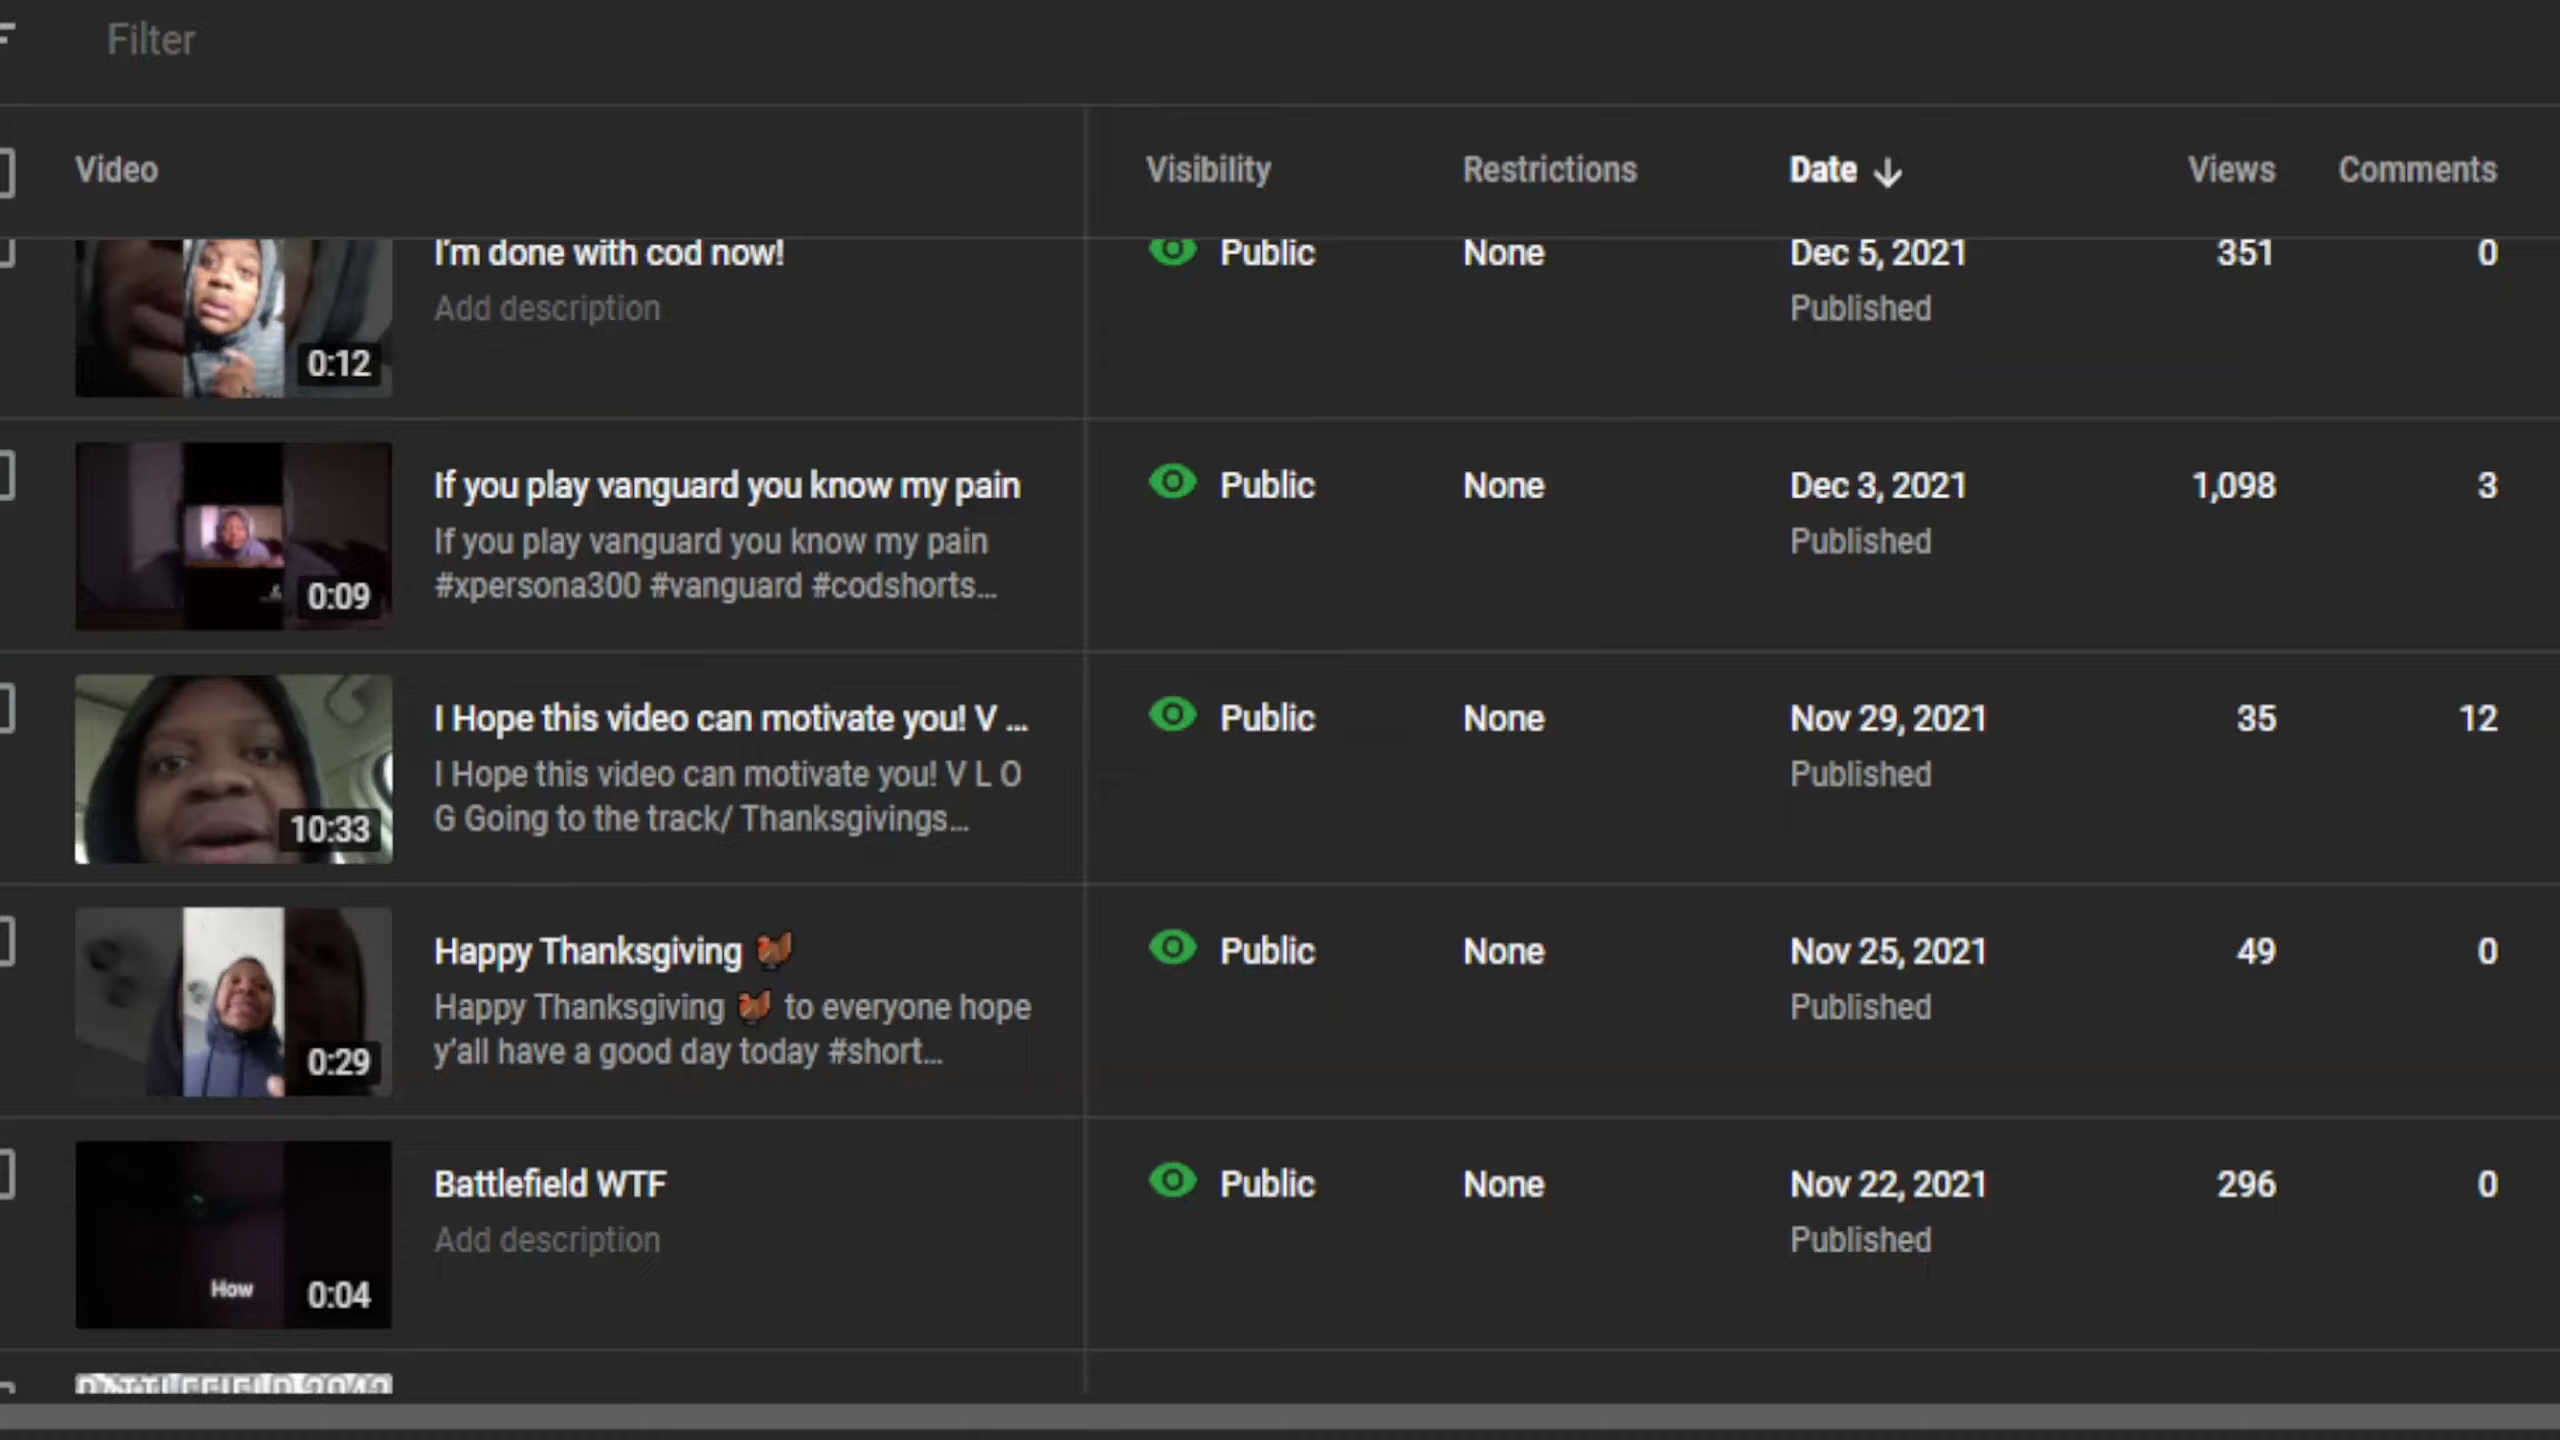 Filter
Video Visibility Restrictions Date Views Comments
I'm done with cod now! Public None Dec 5, 2021 351 0
Add description Published
0:12
If you play vanguard you know my pain Public None Dec 3, 2021 1,098 3
If you play vanguard you know my pain Published
#xpersona300 #vanguard #codshorts...
0:09
I Hope this video can motivate you! V ... Public None Nov 29, 2021 35 12
I Hope this video can motivate you! V L O Published
G Going to the track/ Thanksgivings...
10:33
Happy Thanksgiving 🦃 Public None Nov 25, 2021 49 0
Happy Thanksgiving 🦃 to everyone hope Published
y'all have a good day today #short...
0:29
Battlefield WTF Public None Nov 22, 2021 296 0
Add description Published
How 0:04
BATTLEFIELD 2042